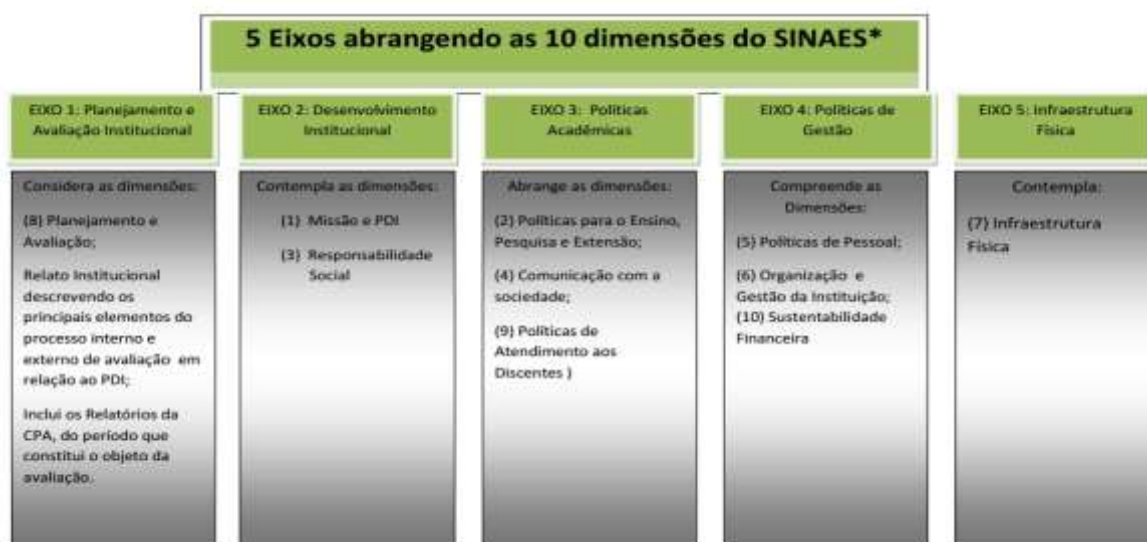 5 Eixos abrangendo as 10 dimensões do SINAES*
EIXO 1: Planejamento e
Avaliação Institucional
Considera as dimensões:
(8) Planejamento e
Avaliação;
Relato Institucional
descrevendo os
principais elementos do
processo interno e
externo de avaliação em
relação ao PDI;
Inclui os Relatórios da
CPA, do período que
constitui o objeto da
avaliação.
EIXO 2: Desenvolvimento
Institucional
Contempla as dimensões:
(1) Missão e PDI
(3) Responsabilidade
Social
EIXO 3: Políticas
Acadêmicas
Abrange as dimensões:
(2) Políticas para o Ensino,
Pesquisa e Extensão;
(4) Comunicação com a
sociedade;
(9) Políticas de
Atendimento aos
Discentes )
EIXO 4: Políticas de
Gestão
Compreende as
Dimensões:
(5) Políticas de Pessoal;
(6) Organização e
Gestão da Instituição;
(10) Sustentabilidade
Financeira
EIXO 5: Infraestrutura
Física
Contempla:
(7) Infraestrutura
Física